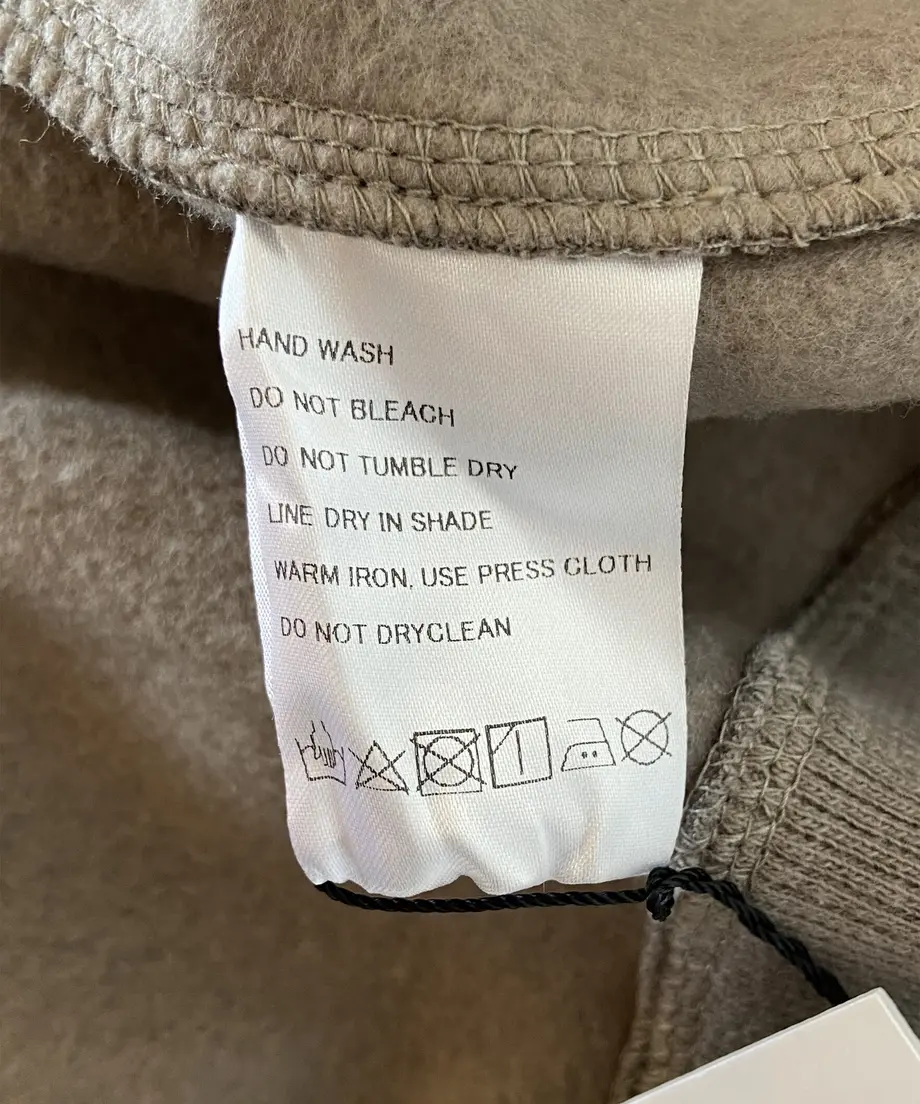 HAND WASH
DO NOT BLEACH
DO NOT TUMBLE DRY
LINE DRY IN SHADE
WARM IRON, USE PRESS CLOTH
DO NOT DRYCLEAN